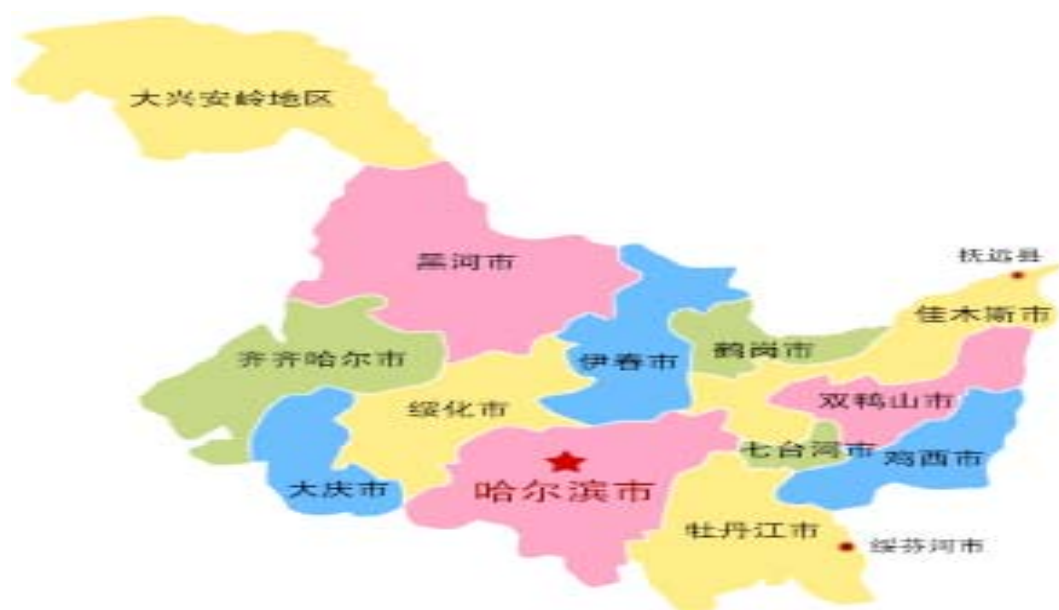 大兴安岭地区
黑河市
抚远县
佳木斯市
齐齐哈尔市
伊春市
鹤岗市
绥化市
双鸭山市
七台河市
鸡西市
大庆市
哈尔滨市
牡丹江市
绥芬河市